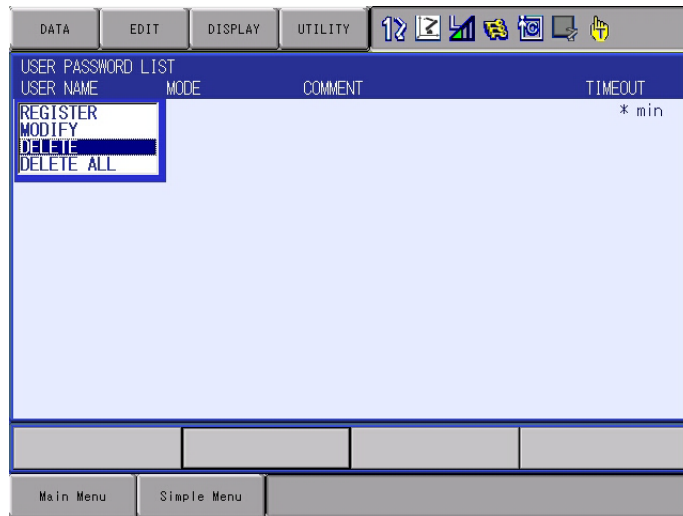 DATA EDIT DISPLAY UTILITY
USER PASSWORD LIST
USER NAME MODE COMMENT TIMEOUT
REGISTER * min
MODIFY
DELETE
DELETE ALL
Main Menu Simple Menu